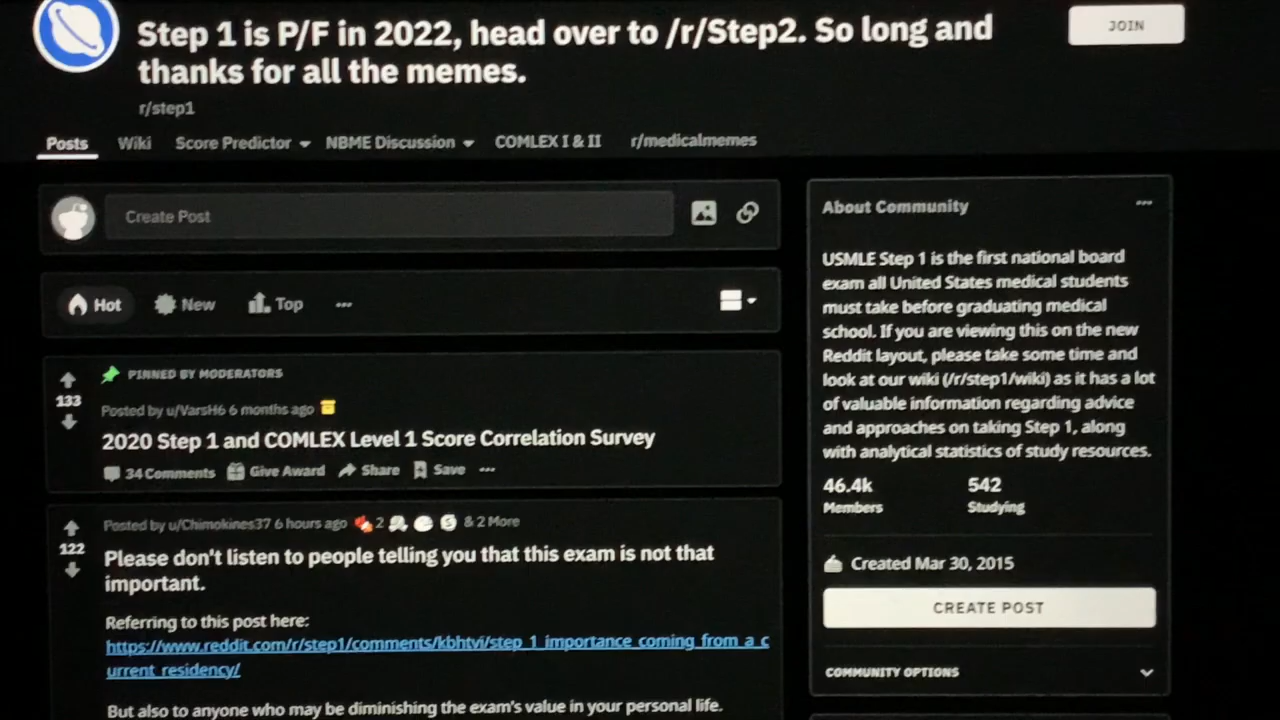 Step 1 is P/F in 2022, head over to /r/Step2. So long and
thanks for all the memes.
JOIN
r/step1
Posts Wiki Score Predictor NBME Discussion COMLEX I & II r/medicalmemes
Create Post
Hot New Top ...
PINNED BY MODERATORS
133
Posted by u/VarsH6 6 months ago
2020 Step 1 and COMLEX Level 1 Score Correlation Survey
34 Comments Give Award Share Save ...
122
Posted by u/Chimokines37 6 hours ago 2 & 2 More
Please don't listen to people telling you that this exam is not that
important.
Referring to this post here:
https://www.reddit.com/r/step1/comments/kbhtvi/step_1_importance_coming_from_a_c
urrent_residency/
But also to anyone who may be diminishing the exam's value in your personal life.
About Community ...
USMLE Step 1 is the first national board
exam all United States medical students
must take before graduating medical
school. If you are viewing this on the new
Reddit layout, please take some time and
look at our wiki (/r/step1/wiki) as it has a lot
of valuable information regarding advice
and approaches on taking Step 1, along
with analytical statistics of study resources.
46.4k 542
Members Studying
Created Mar 30, 2015
CREATE POST
COMMUNITY OPTIONS